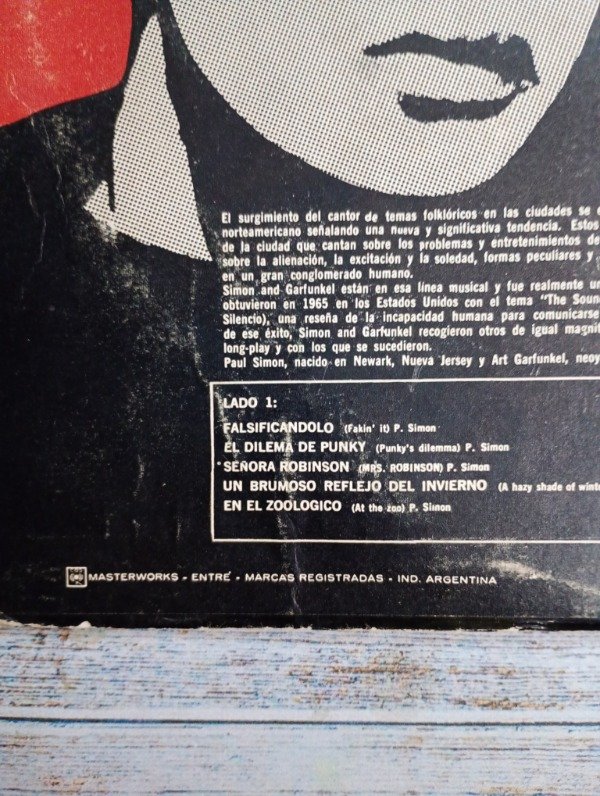 El surgimiento del cantor de temas folklóricos en las ciudades se
norteamericano señalando una nueva y significativa tendencia. Estos
de la ciudad que cantan sobre los problemas y entretenimientos de
sobre la alienación, la excitación y la soledad, formas peculiares y
en un gran conglomerado humano.
Simon and Garfunkel están en esa línea musical y fue realmente
obtuvieron en 1965 en los Estados Unidos con el tema "The Soun
Silencio), una reseña de la incapacidad humana para comunicarse
de ese éxito, Simon and Garfunkel recogieron otros de igual magni
long-play y con los que se sucedieron.
Paul Simon, nacido en Newark, Nueva Jersey y Art Garfunkel, neoy
LADO 1:
FALSIFICANDOLO (Fakin' it) P. Simon
EL DILEMA DE PUNKY (Punky's dilemma) P. Simon
SEÑORA ROBINSON (MRS. ROBINSON) P. Simon
UN BRUMOSO REFLEJO DEL INVIERNO (A hazy shade of winte
EN EL ZOOLOGICO (At the zoo) P. Simon
MASTERWORKS - ENTRÉ - MARCAS REGISTRADAS - IND. ARGENTINA